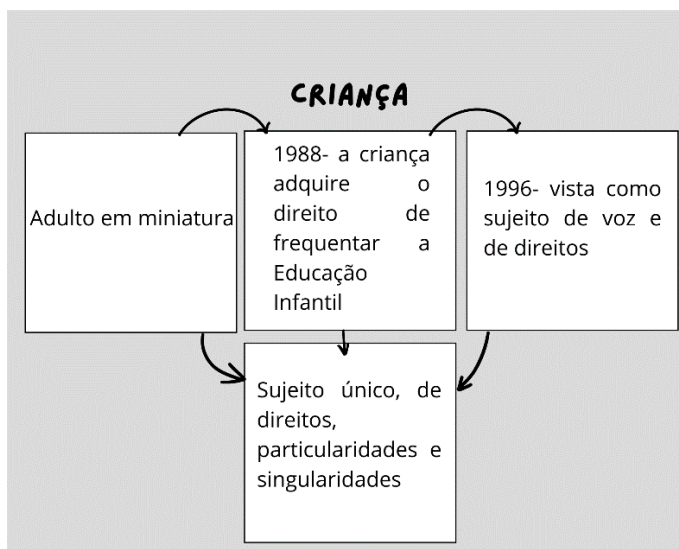 CRIANÇA
Adulto em miniatura
1988- a criança
adquire o
direito de
frequentar a
Educação
Infantil
1996- vista como
sujeito de voz e
de direitos
Sujeito único, de
direitos,
particularidades e
singularidades